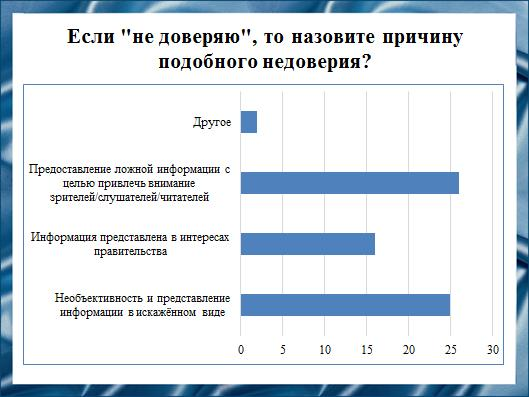 Если "не доверяю", то назовите причину
подобного недоверия?
Другое
Предоставление ложной информации с
целью привлечь внимание
зрителей/слушателей/читателей
Информация представлена в интересах
правительства
Необъективность и представление
информации в искажённом виде
0 5 10 15 20 25 30